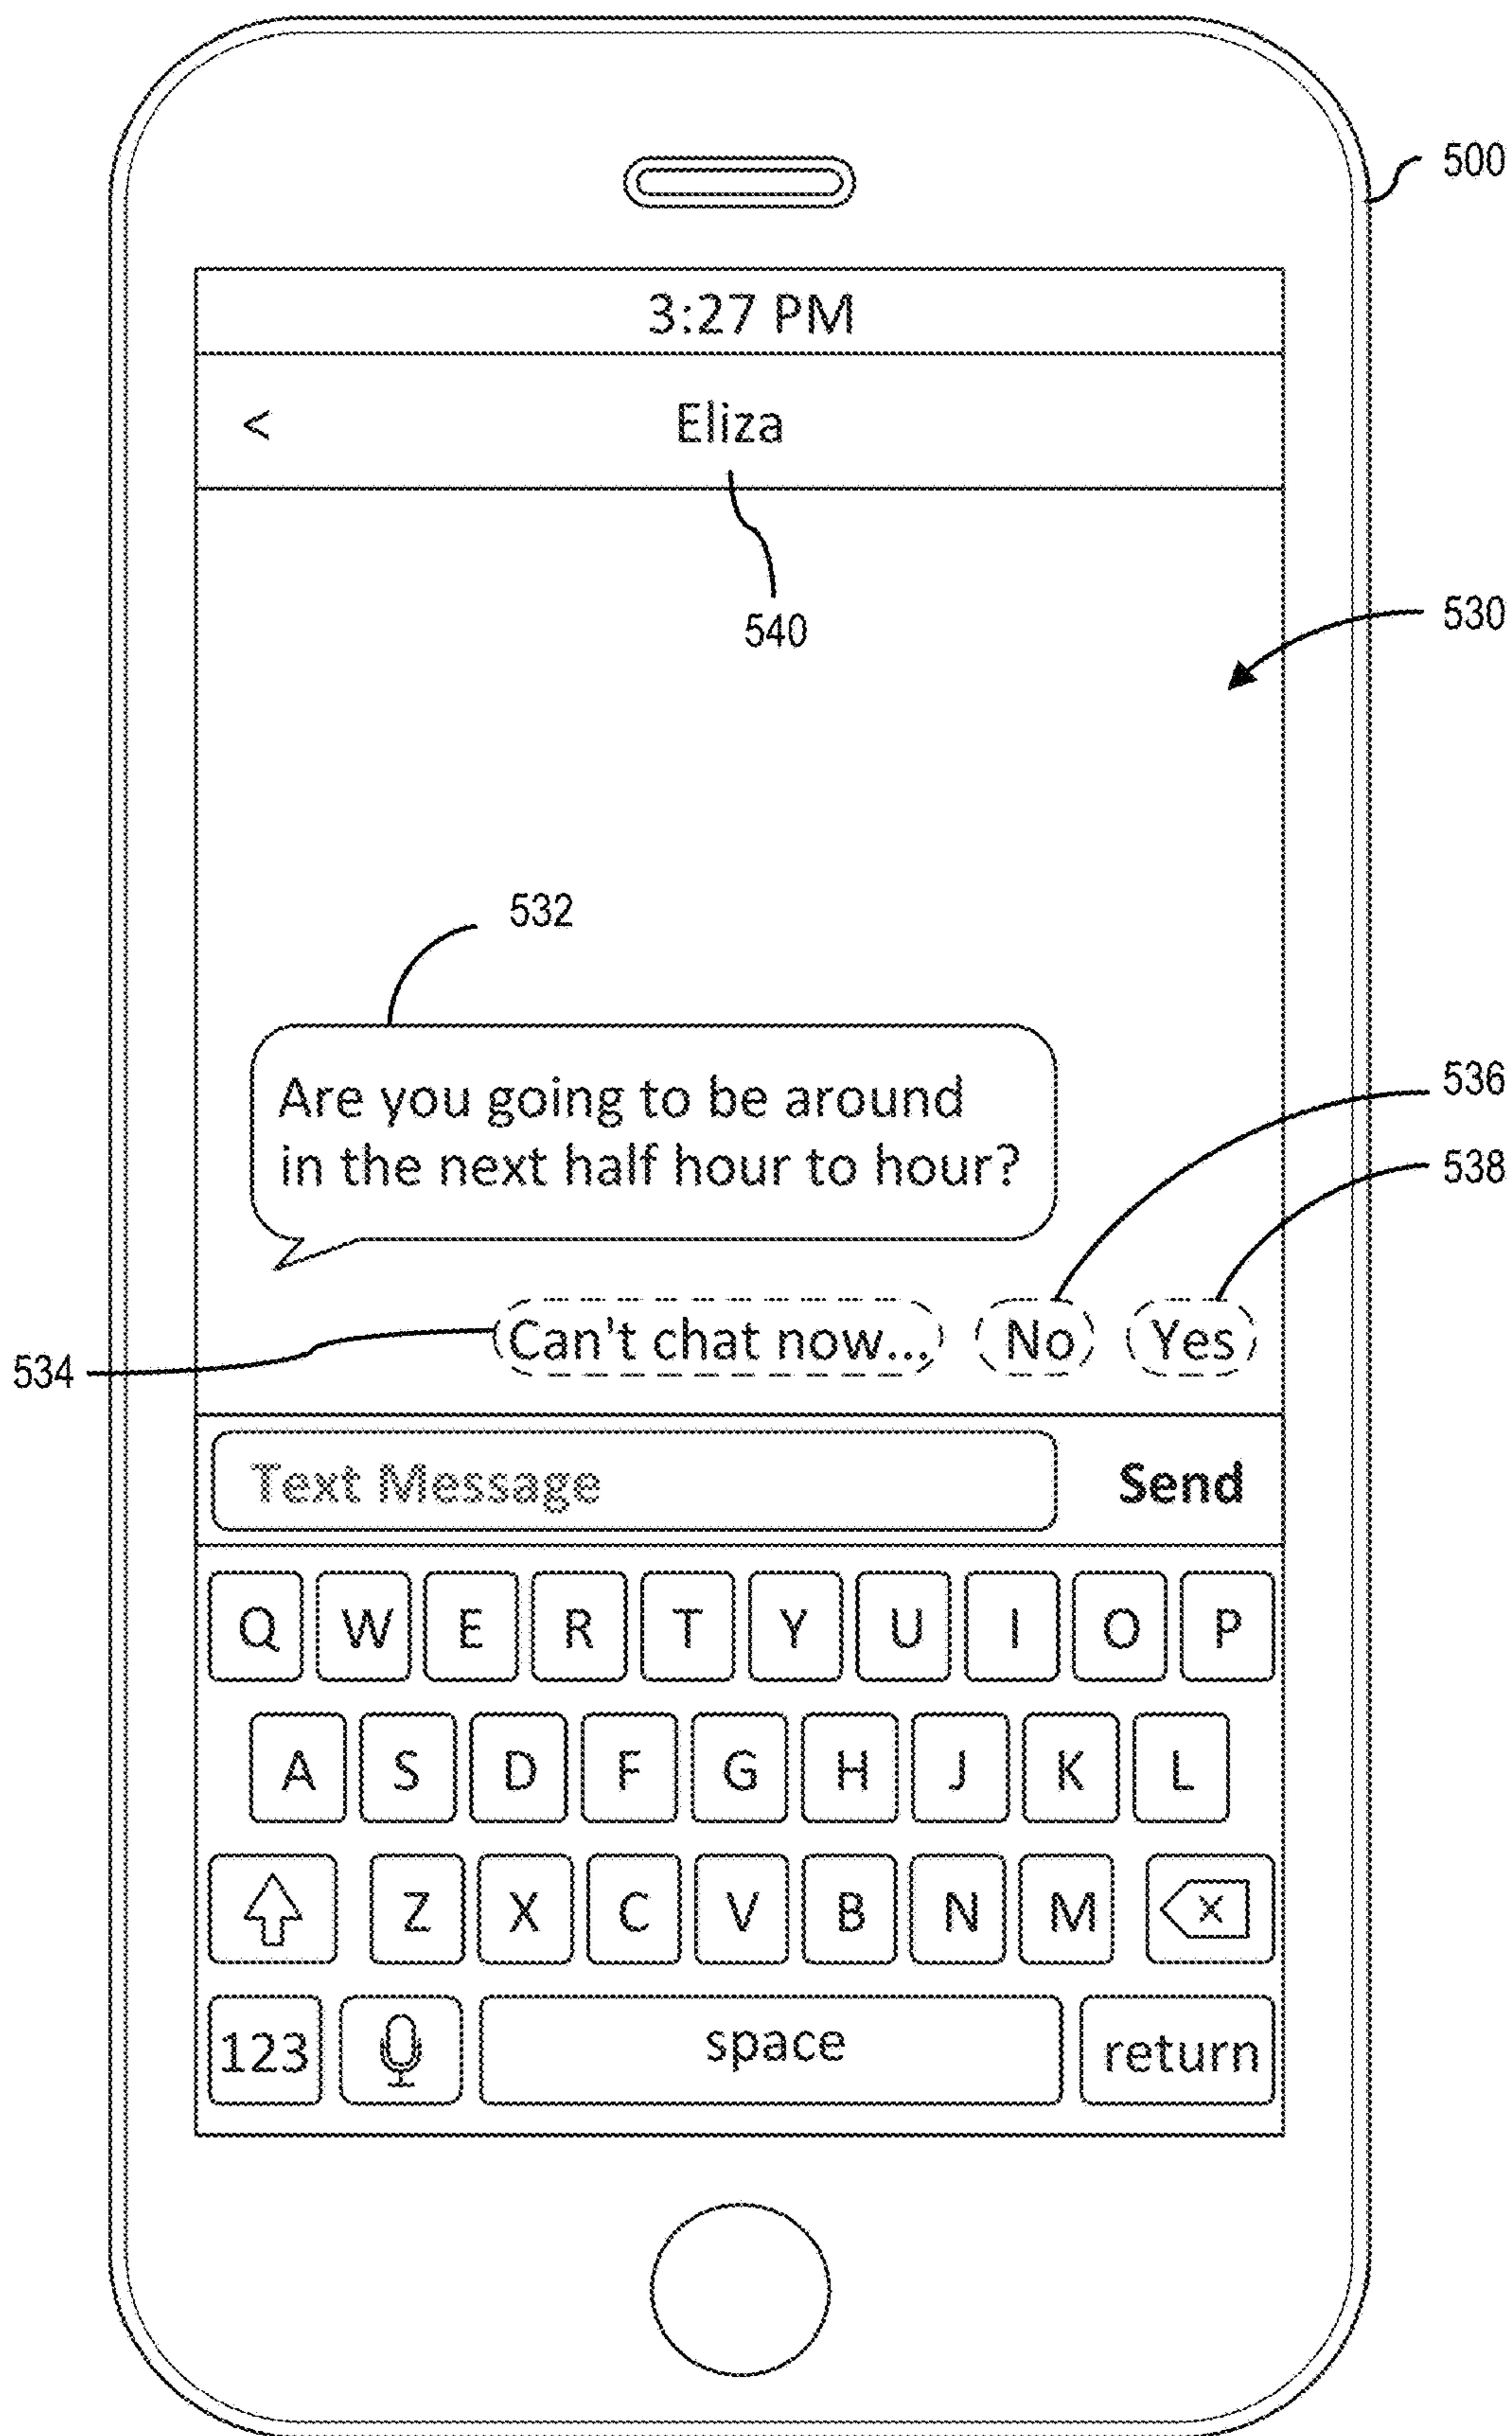 500
3:27 PM
< Eliza
540
530
532
Are you going to be around
in the next half hour to hour?
536
538
534
Can't chat now... No Yes
Text Message Send
Q W E R T Y U I O P
A S D F G H J K L
Z X C V B N M X
123 space return